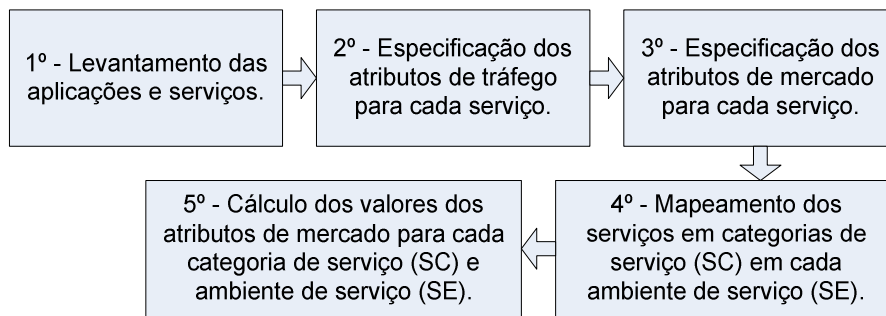 1º - Levantamento das
aplicações e serviços.
2º - Especificação dos
atributos de tráfego
para cada serviço.
3º - Especificação dos
atributos de mercado
para cada serviço.
4º - Mapeamento dos
serviços em categorias de
serviço (SC) em cada
ambiente de serviço (SE).
5º - Cálculo dos valores dos
atributos de mercado para cada
categoria de serviço (SC) e
ambiente de serviço (SE).